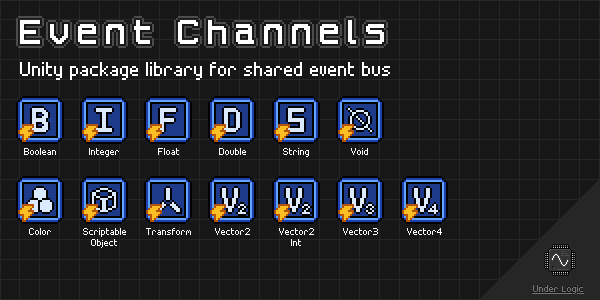 Event Channels
Unity package library for shared event bus
B I F D S
Boolean Integer Float Double String Void
V2 V2 V3 V4
Color Scriptable Object Transform Vector2 Vector2 Int Vector3 Vector4
Under Logic